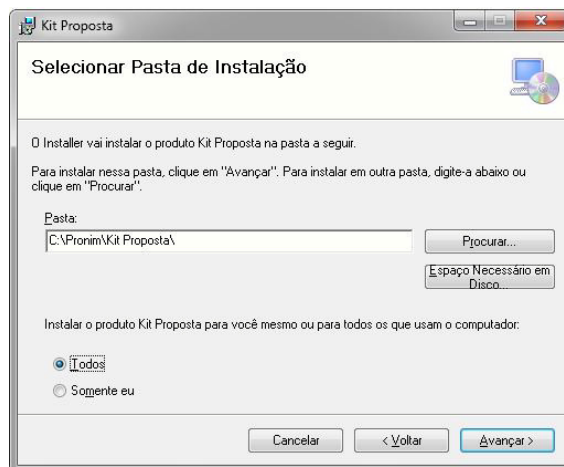 Kit Proposta
Selecionar Pasta de Instalação
O Installer vai instalar o produto Kit Proposta na pasta a seguir.
Para instalar nessa pasta, clique em "Avançar". Para instalar em outra pasta, digite-a abaixo ou
clique em "Procurar".
Pasta:
C:\Pronim\Kit Proposta\
Procurar...
Espaço Necessário em
Disco...
Instalar o produto Kit Proposta para você mesmo ou para todos os que usam o computador:
Todos
Somente eu
Cancelar
< Voltar
Avançar >